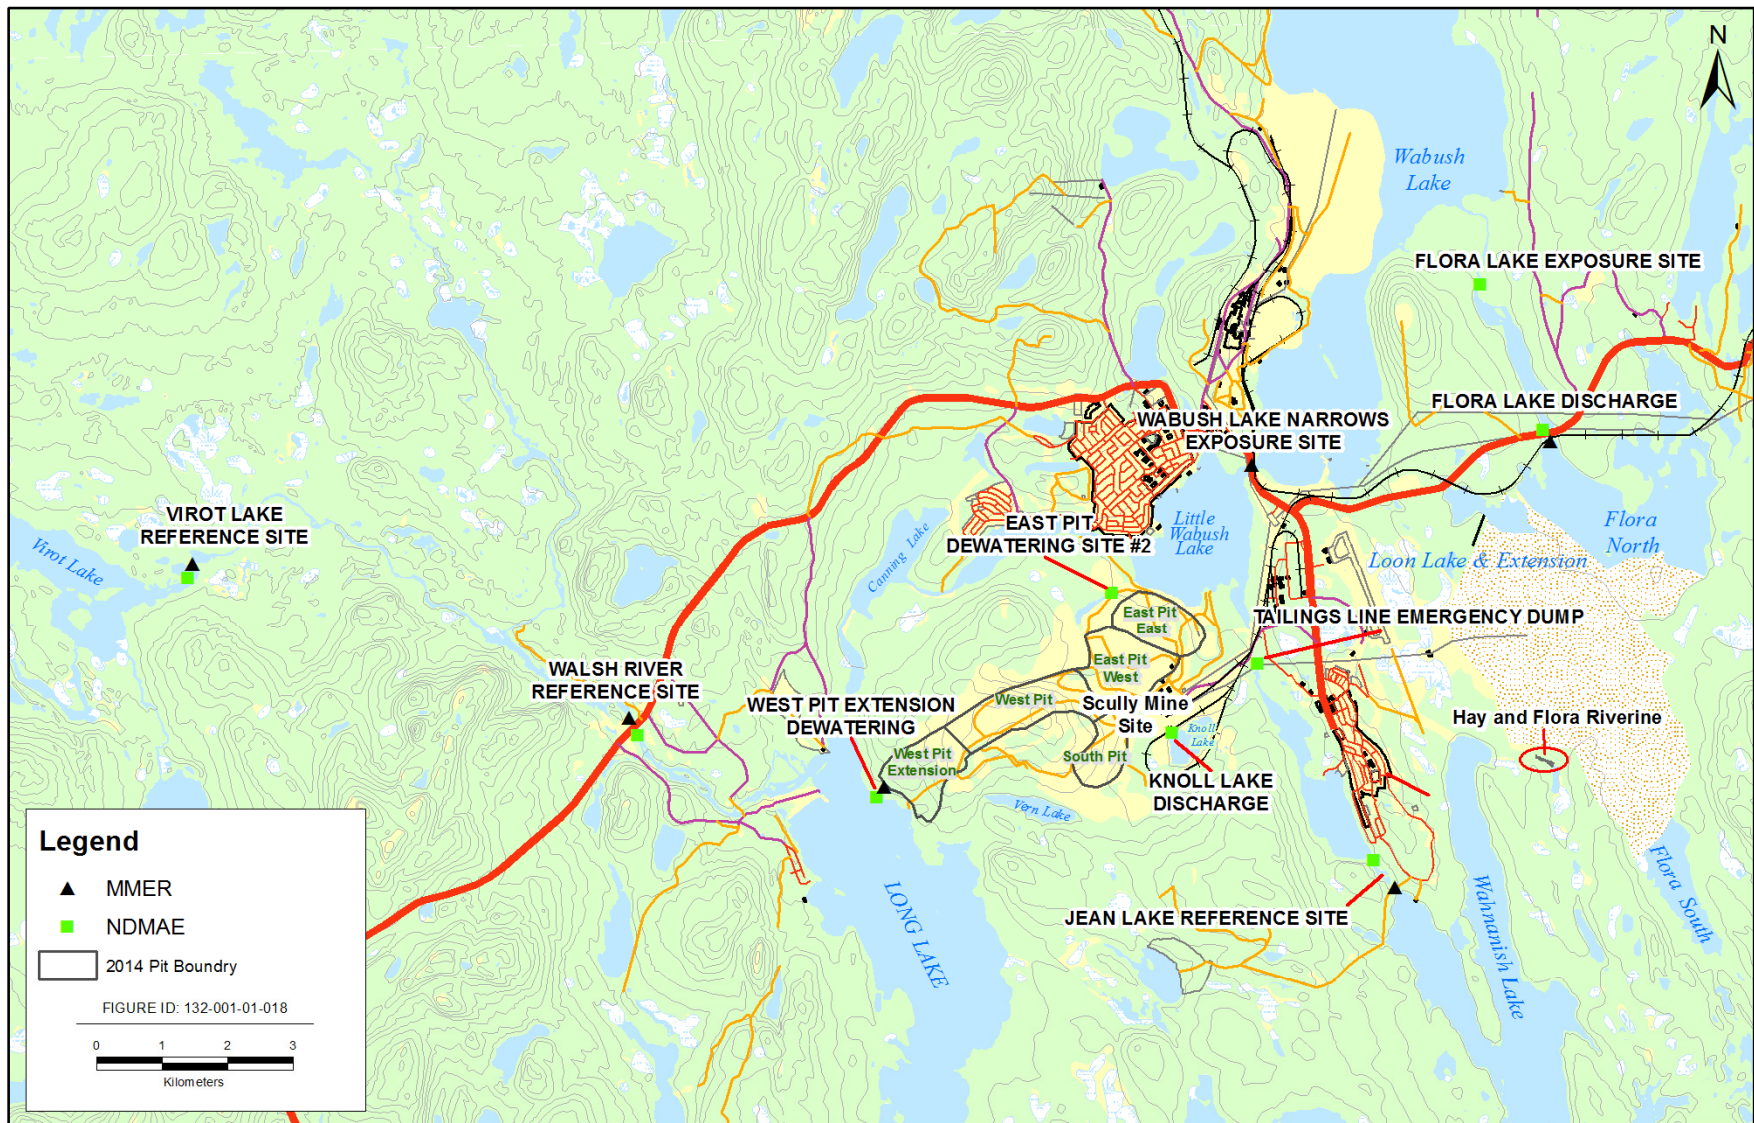 N
Wabush
Lake
FLORA LAKE EXPOSURE SITE
FLORA LAKE DISCHARGE
WABUSH LAKE NARROWS
EXPOSURE SITE
VIROT LAKE
REFERENCE SITE
Virot Lake
Canning Lake
EAST PIT
DEWATERING SITE #2
Little
Wabush
Lake
Flora
North
Loon Lake & Extension
East Pit
East
TAILINGS LINE EMERGENCY DUMP
East Pit
West
WALSH RIVER
REFERENCE SITE
WEST PIT EXTENSION
DEWATERING
West Pit
Scully Mine
Site
Knoll
Lake
Hay and Flora Riverine
West Pit
Extension
South Pit
KNOLL LAKE
DISCHARGE
Vern Lake
LONG LAKE
JEAN LAKE REFERENCE SITE
Wahnanish Lake
Flora South
Legend
MMER
NDMAE
2014 Pit Boundry
FIGURE ID: 132-001-01-018
0 1 2 3
Kilometers